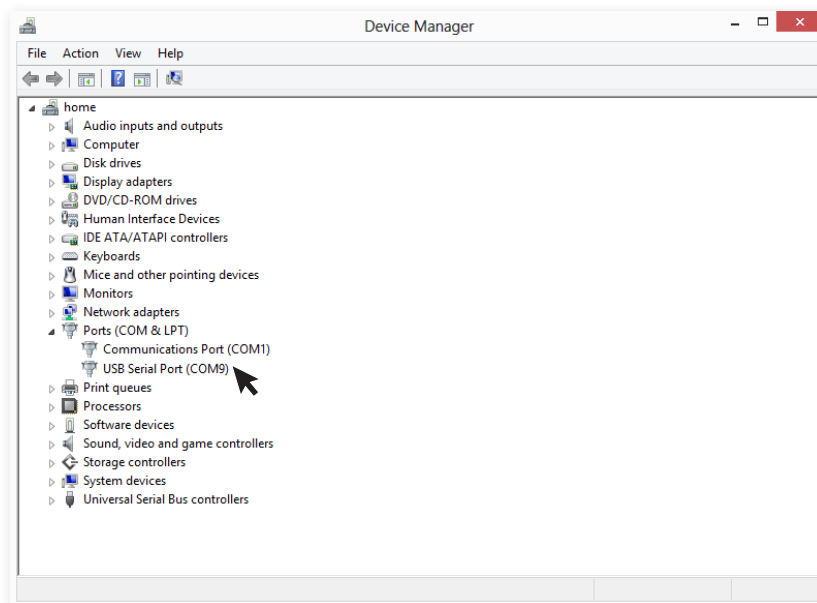 Device Manager
File Action View Help
home
Audio inputs and outputs
Computer
Disk drives
Display adapters
DVD/CD-ROM drives
Human Interface Devices
IDE ATA/ATAPI controllers
Keyboards
Mice and other pointing devices
Monitors
Network adapters
Ports (COM & LPT)
Communications Port (COM1)
USB Serial Port (COM9)
Print queues
Processors
Software devices
Sound, video and game controllers
Storage controllers
System devices
Universal Serial Bus controllers